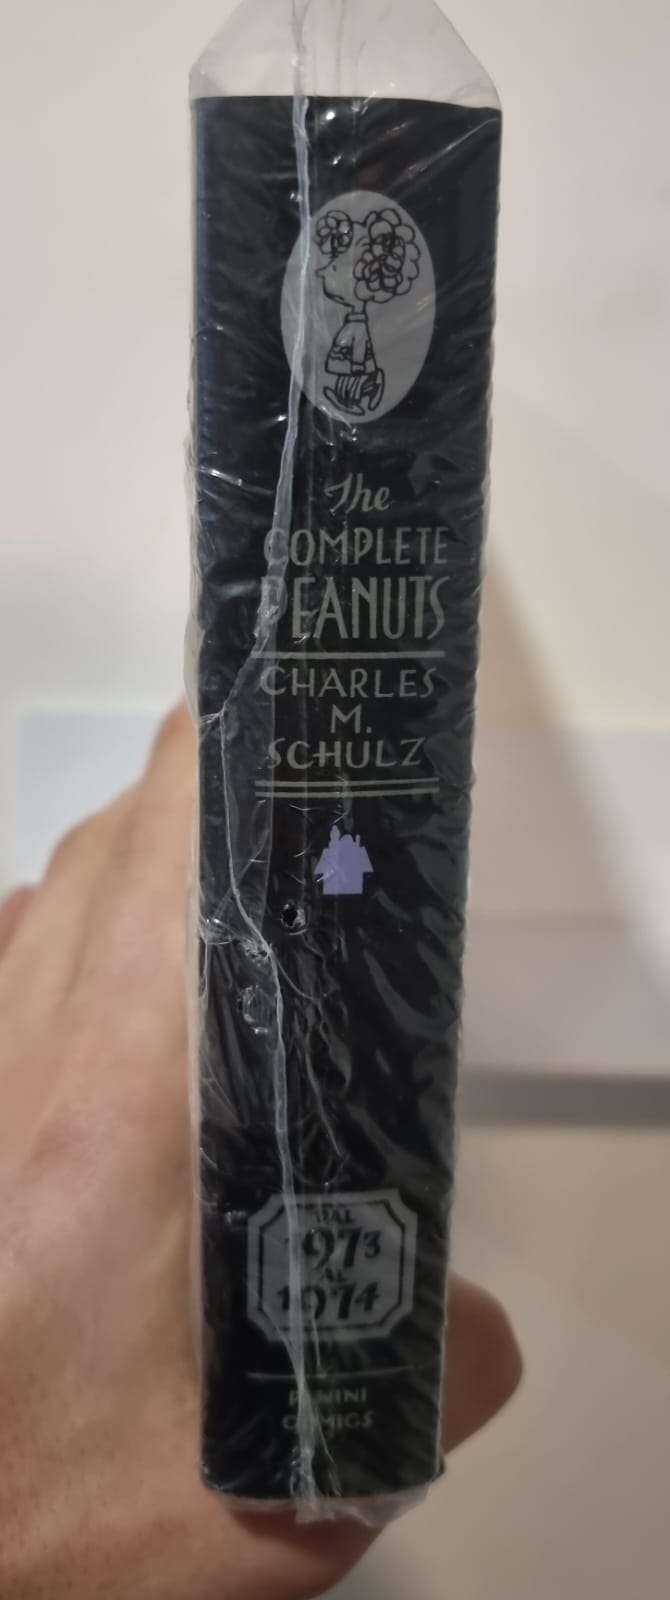 The
COMPLETE
PEANUTS
CHARLES
M.
SCHULZ
DAL
1973
AL
1974
PANINI
COMICS